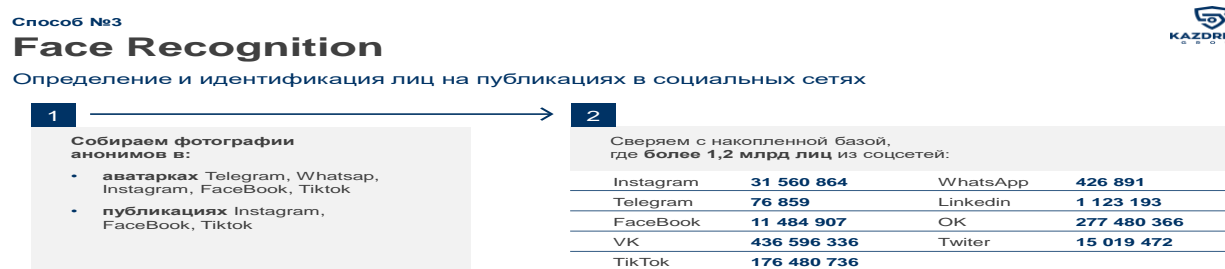 Способ №3
Face Recognition
Определение и идентификация лиц на публикациях в социальных сетях
1
Собираем фотографии
анонимов в:
• аватарках Telegram, Whatsap,
Instagram, FaceBook, Tiktok
• публикациях Instagram,
FaceBook, Tiktok
2
Сверяем с накопленной базой,
где более 1,2 млрд лиц из соцсетей:
Instagram 31 560 864 WhatsApp 426 891
Telegram 76 859 Linkedin 1 123 193
FaceBook 11 484 907 OK 277 480 366
VK 436 596 336 Twiter 15 019 472
TikTok 176 480 736